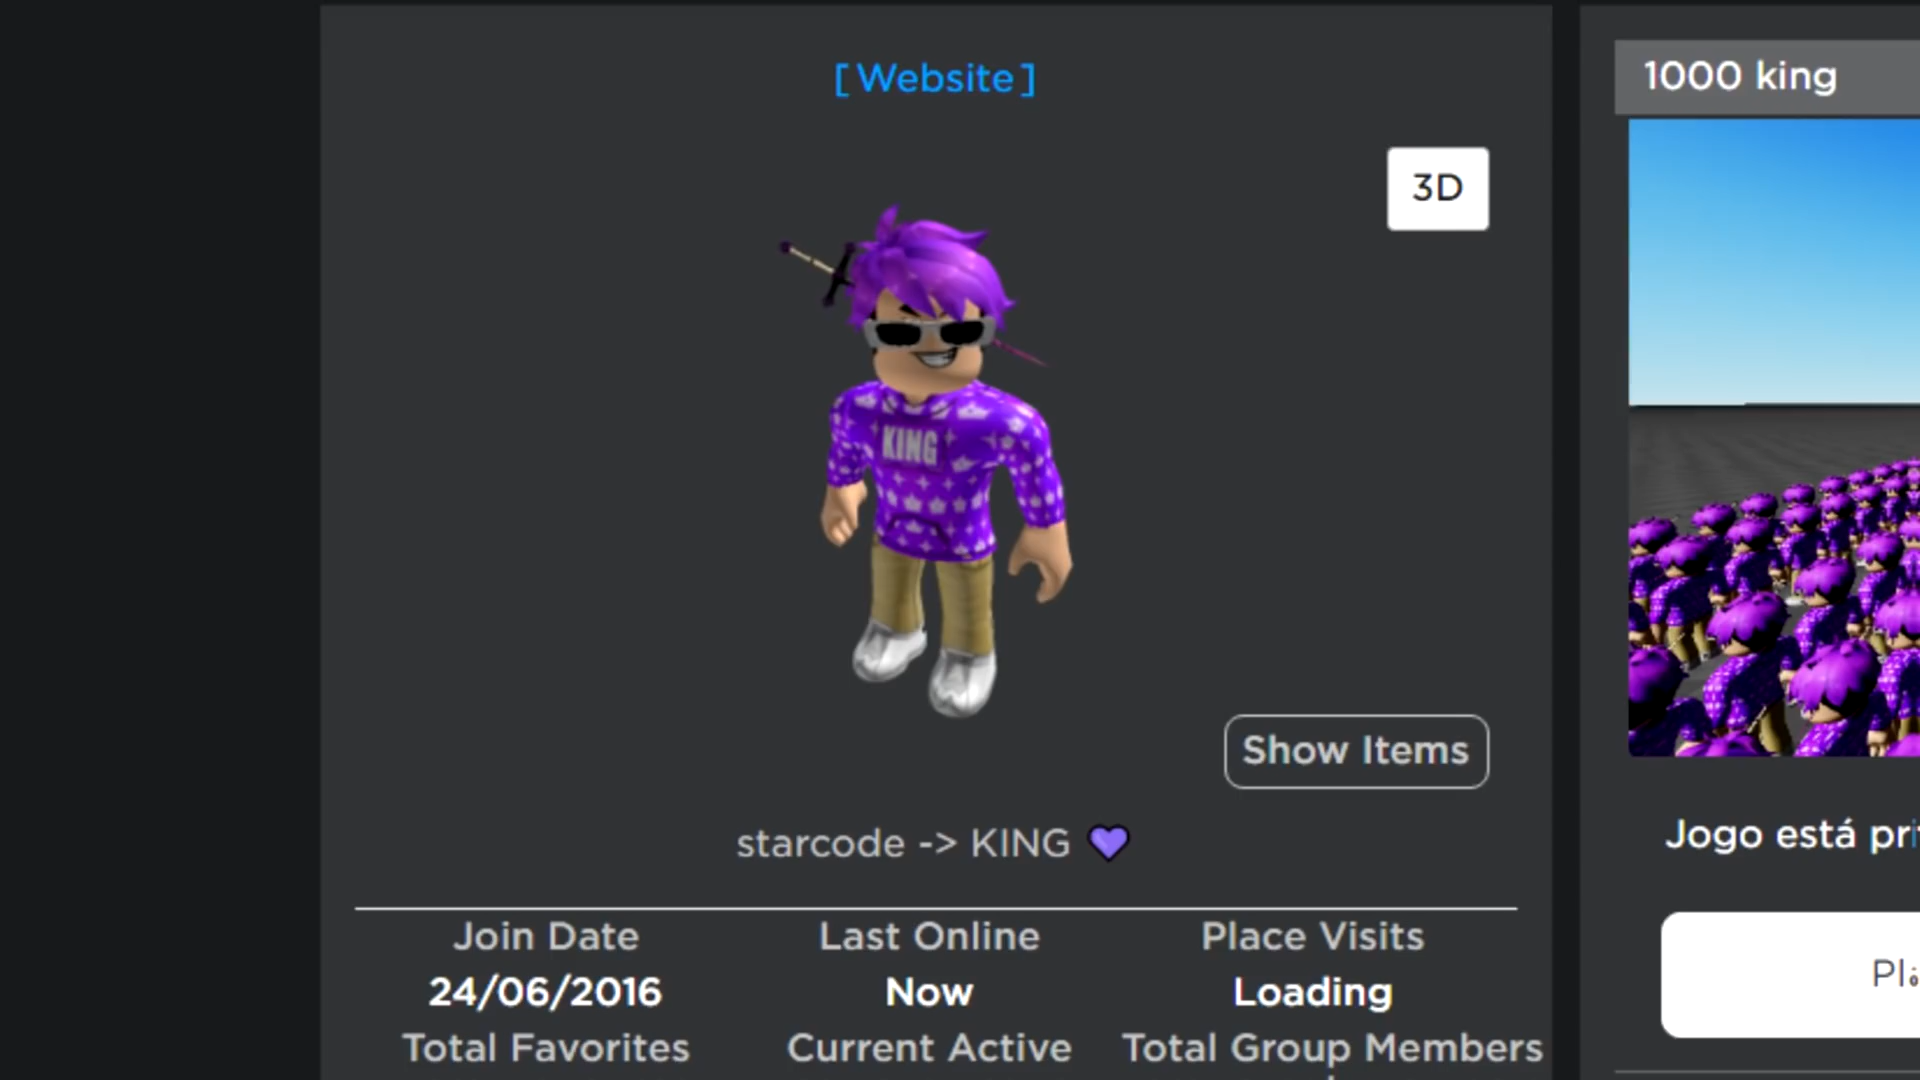 [Website]
3D
KING
Show Items
starcode -> KING 💜
Join Date
Last Online
Place Visits
24/06/2016
Now
Loading
Total Favorites
Current Active
Total Group Members
1000 king
Jogo está